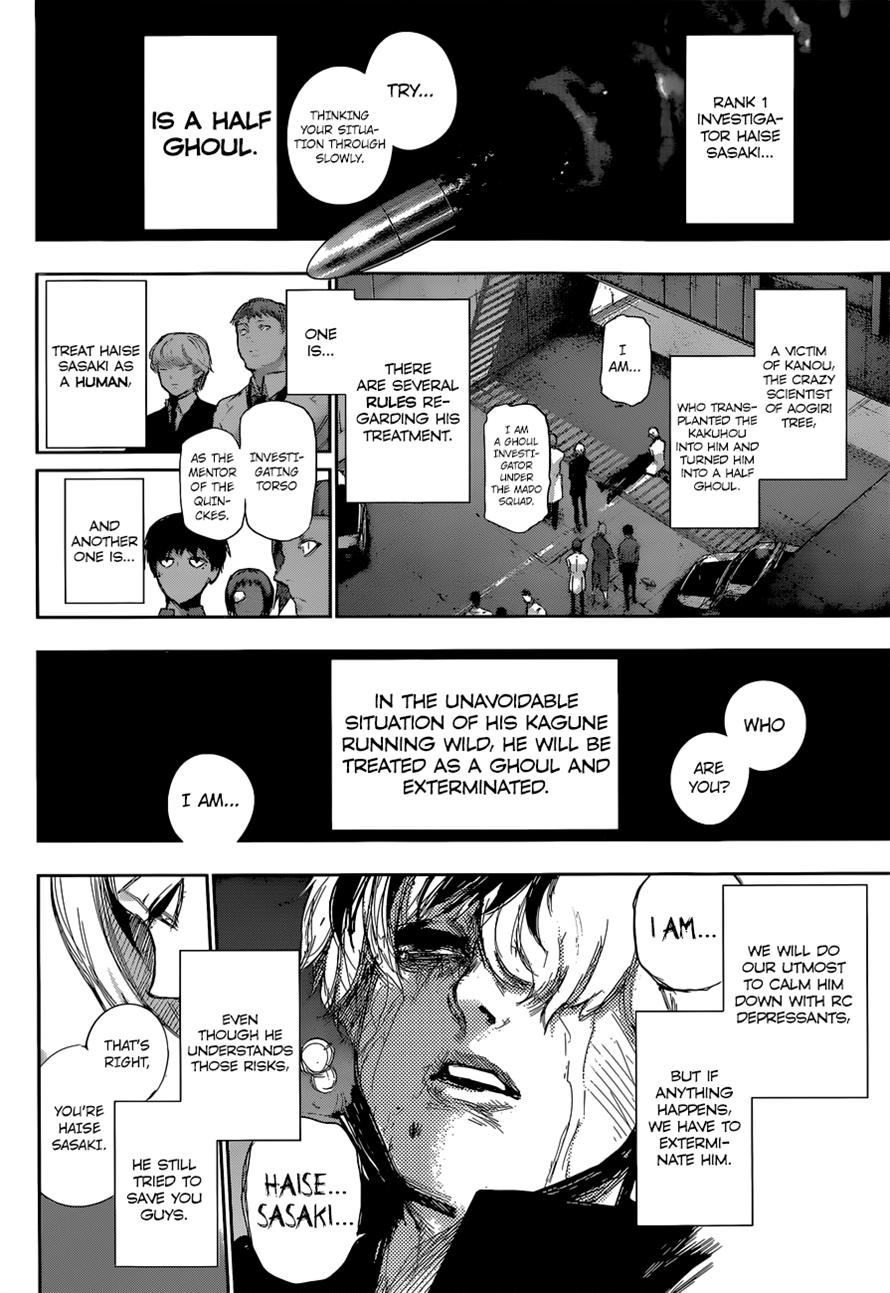 RANK 1
INVESTIGA-
TOR HAISE
SASAKI...
TRY...
THINKING
YOUR SITUA-
TION THROUGH
SLOWLY.
IS A HALF
GHOUL.
A VICTIM
OF KANOU,
THE CRAZY
SCIENTIST
OF AOGIRI
TREE,
WHO TRANS-
PLANTED THE
KAKUHOU
INTO HIM AND
TURNED HIM
INTO A HALF
GHOUL.
I
AM...
I AM
A GHOUL
INVESTI-
GATOR
UNDER
THE MADO
SQUAD.
THERE
ARE SEVERAL
RULES RE-
GARDING HIS
TREATMENT.
ONE
IS...
TREAT HAISE
SASAKI AS
A HUMAN,
INVESTI-
GATING
TORSO
AS THE
MENTOR
OF THE
QUIN-
CKES.
AND
ANOTHER
ONE IS...
WHO
ARE
YOU?
IN THE UNAVOIDABLE
SITUATION OF HIS KAGUNE
RUNNING WILD, HE WILL BE
TREATED AS A GHOUL AND
EXTERMINATED.
I AM...
WE WILL DO
OUR UTMOST
TO CALM HIM
DOWN WITH RC
DEPRESSANTS,
I AM...
BUT IF
ANYTHING
HAPPENS,
WE HAVE TO
EXTERMI-
NATE HIM.
HAISE...
SASAKI...
EVEN
THOUGH HE
UNDERSTANDS
THOSE RISKS,
THAT'S
RIGHT,
YOU'RE
HAISE
SASAKI.
HE STILL
TRIED TO
SAVE YOU
GUYS.